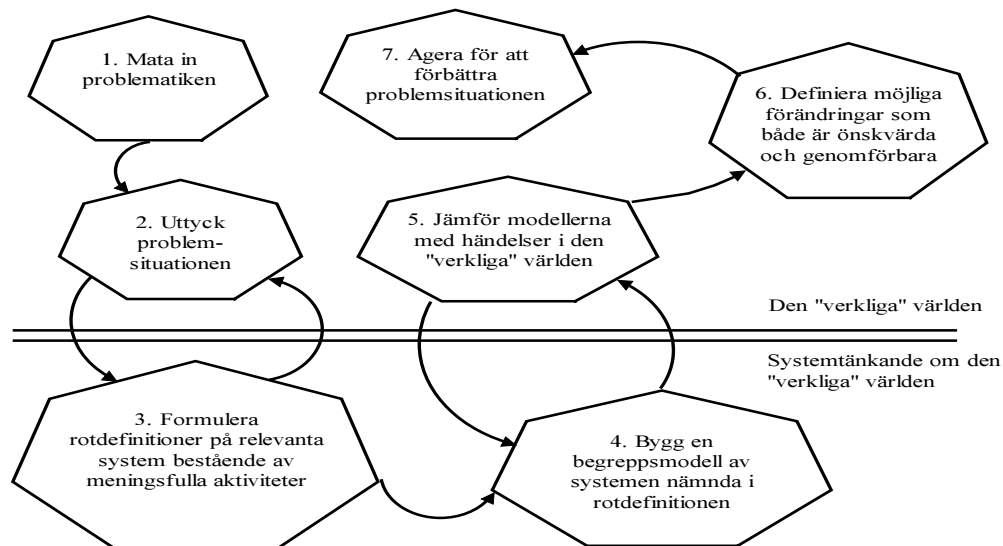 1. Mata in
problematiken
7. Agera för att
förbättra
problemsituationen
6. Definiera möjliga
förändringar som
både är önskvärda
och genomförbara
2. Uttyck
problem-
situationen
5. Jämför modellerna
med händelser i den
"verkliga" världen
Den "verkliga" världen
Systemtänkande om den
"verkliga" världen
3. Formulera
rotdefinitioner på relevanta
system bestående av
meningsfulla aktiviteter
4. Bygg en
begreppsmodell av
systemen nämnda i
rotdefinitionen